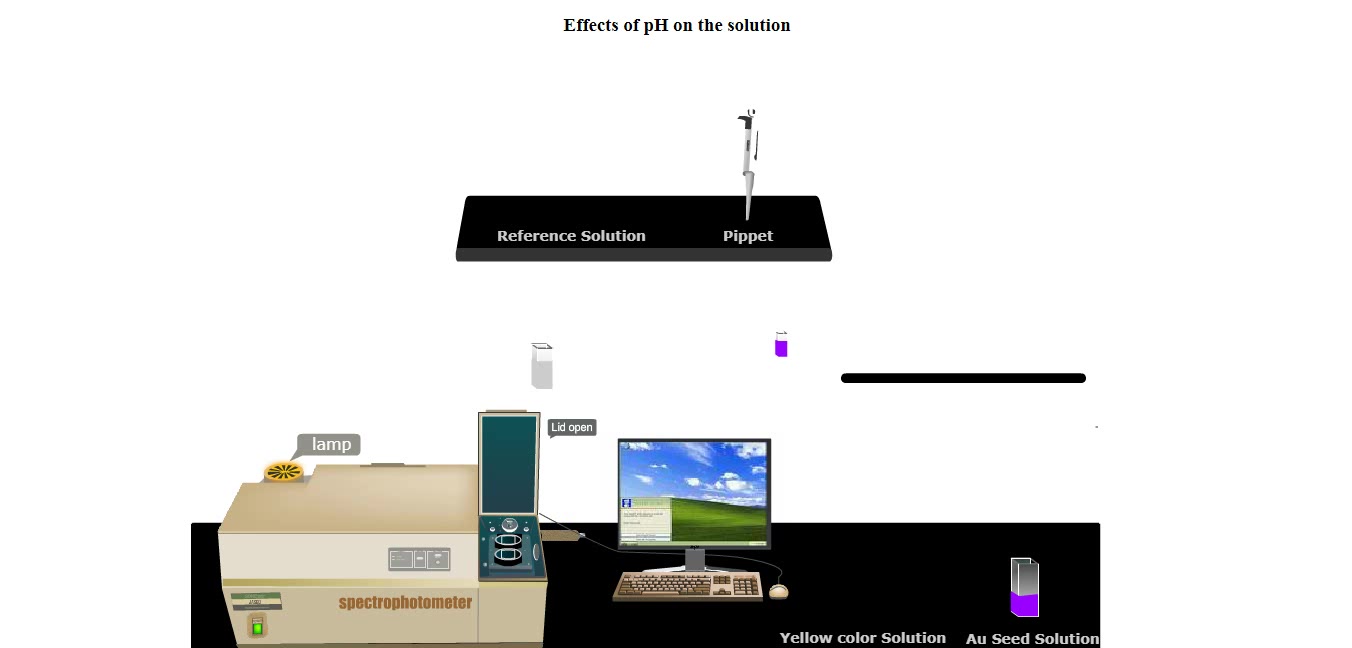 Effects of pH on the solution
Reference Solution
Pippet
Lid open
lamp
spectrophotometer
Yellow color Solution
Au Seed Solution